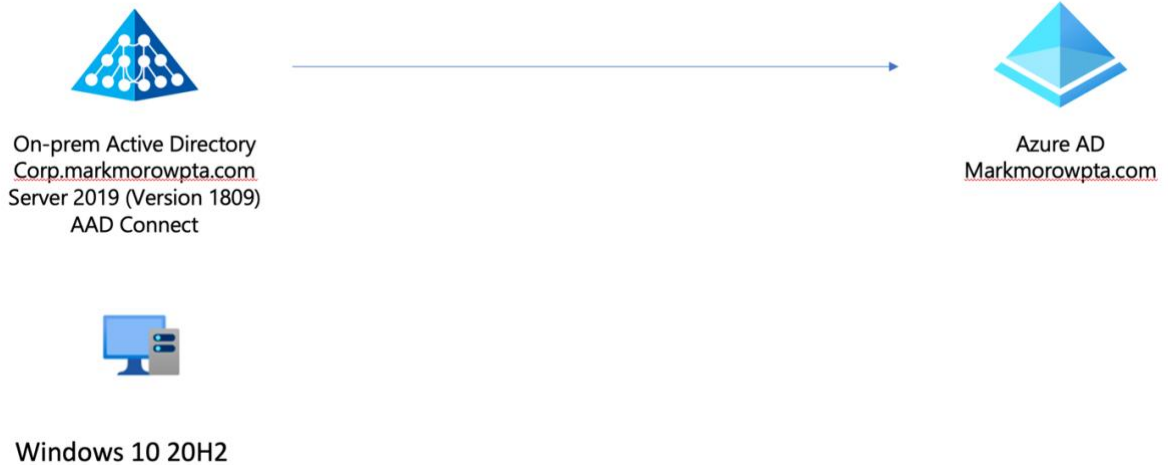 On-prem Active Directory
Corp.markmorowpta.com
Server 2019 (Version 1809)
AAD Connect
Azure AD
Markmorowpta.com
Windows 10 20H2